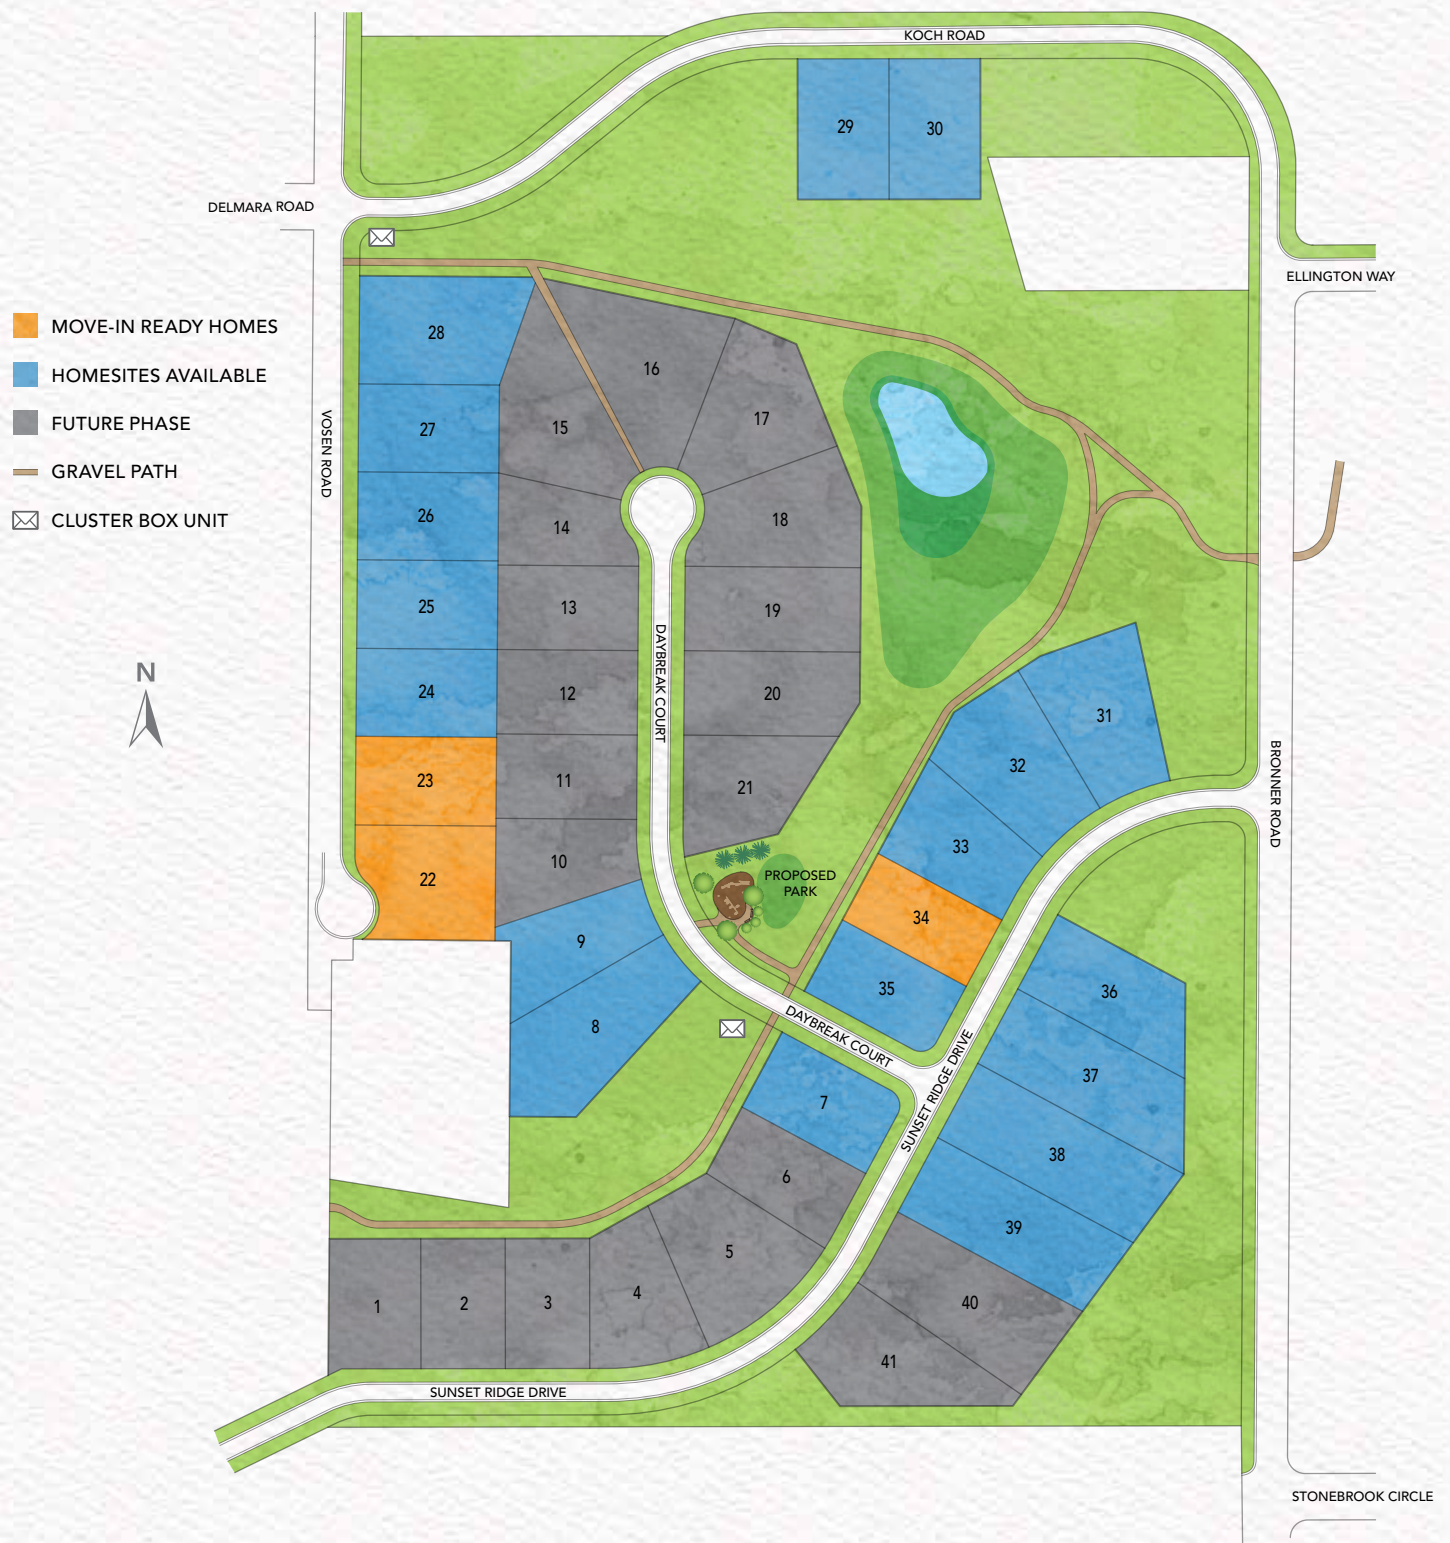 KOCH ROAD
29
30
DELMARA ROAD
ELLINGTON WAY
MOVE-IN READY HOMES
HOMESITES AVAILABLE
FUTURE PHASE
GRAVEL PATH
CLUSTER BOX UNIT
VOSEN ROAD
28
27
26
25
24
23
22
16
15
17
14
18
13
19
12
20
11
21
10
DAYBREAK COURT
N
31
32
33
34
35
BRONNER ROAD
PROPOSED
PARK
9
8
DAYBREAK COURT
SUNSET RIDGE DRIVE
36
37
38
39
7
6
5
4
3
2
1
40
41
SUNSET RIDGE DRIVE
STONEBROOK CIRCLE